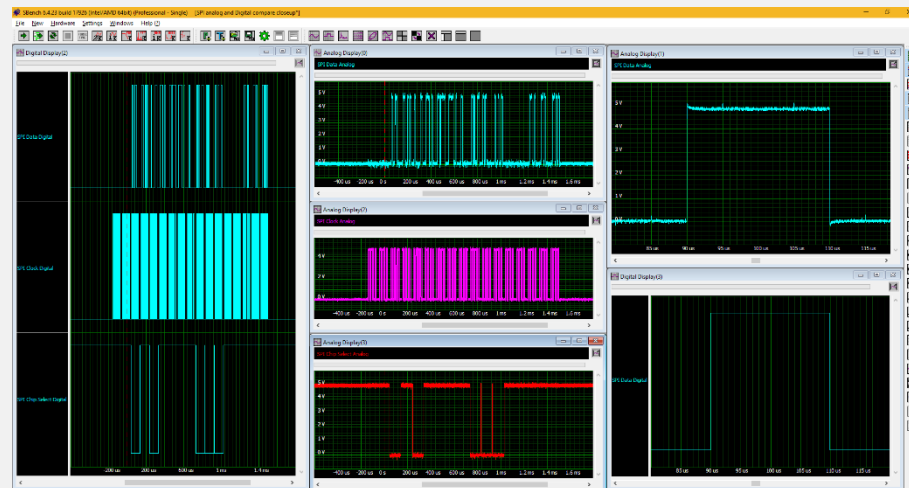 SBench 6.4.23 build 17926 (Intel/AMD 64bit) (Professional - Single) [SPI analog and Digital compare closeup*]
File New Hardware Settings Windows Help (?)
Digital Display(2)
SPI Data Digital
SPI Clock Digital
SPI Chip Select Digital
-200 us 200 us 600 us 1 ms 1.4 ms
Analog Display(0)
SPI Data Analog
5 V
4 V
3 V
2 V
1 V
0 V
-400 us -200 us 0 s 200 us 400 us 600 us 800 us 1 ms 1.2 ms 1.4 ms 1.6 ms
Analog Display(2)
SPI Clock Analog
4 V
2 V
0 V
-400 us -200 us 0 s 200 us 400 us 600 us 800 us 1 ms 1.2 ms 1.4 ms 1.6 ms
SPI Chip Select Analog
5 V
4 V
3 V
2 V
1 V
0 V
-400 us -200 us 0 s 200 us 400 us 600 us 800 us 1 ms 1.2 ms 1.4 ms 1.6 ms
Analog Display(1)
SPI Data Analog
5 V
4 V
3 V
2 V
1 V
0 V
85 us 90 us 95 us 100 us 105 us 110 us 115 us
Digital Display(3)
SPI Data Digital
85 us 90 us 95 us 100 us 105 us 110 us 115 us